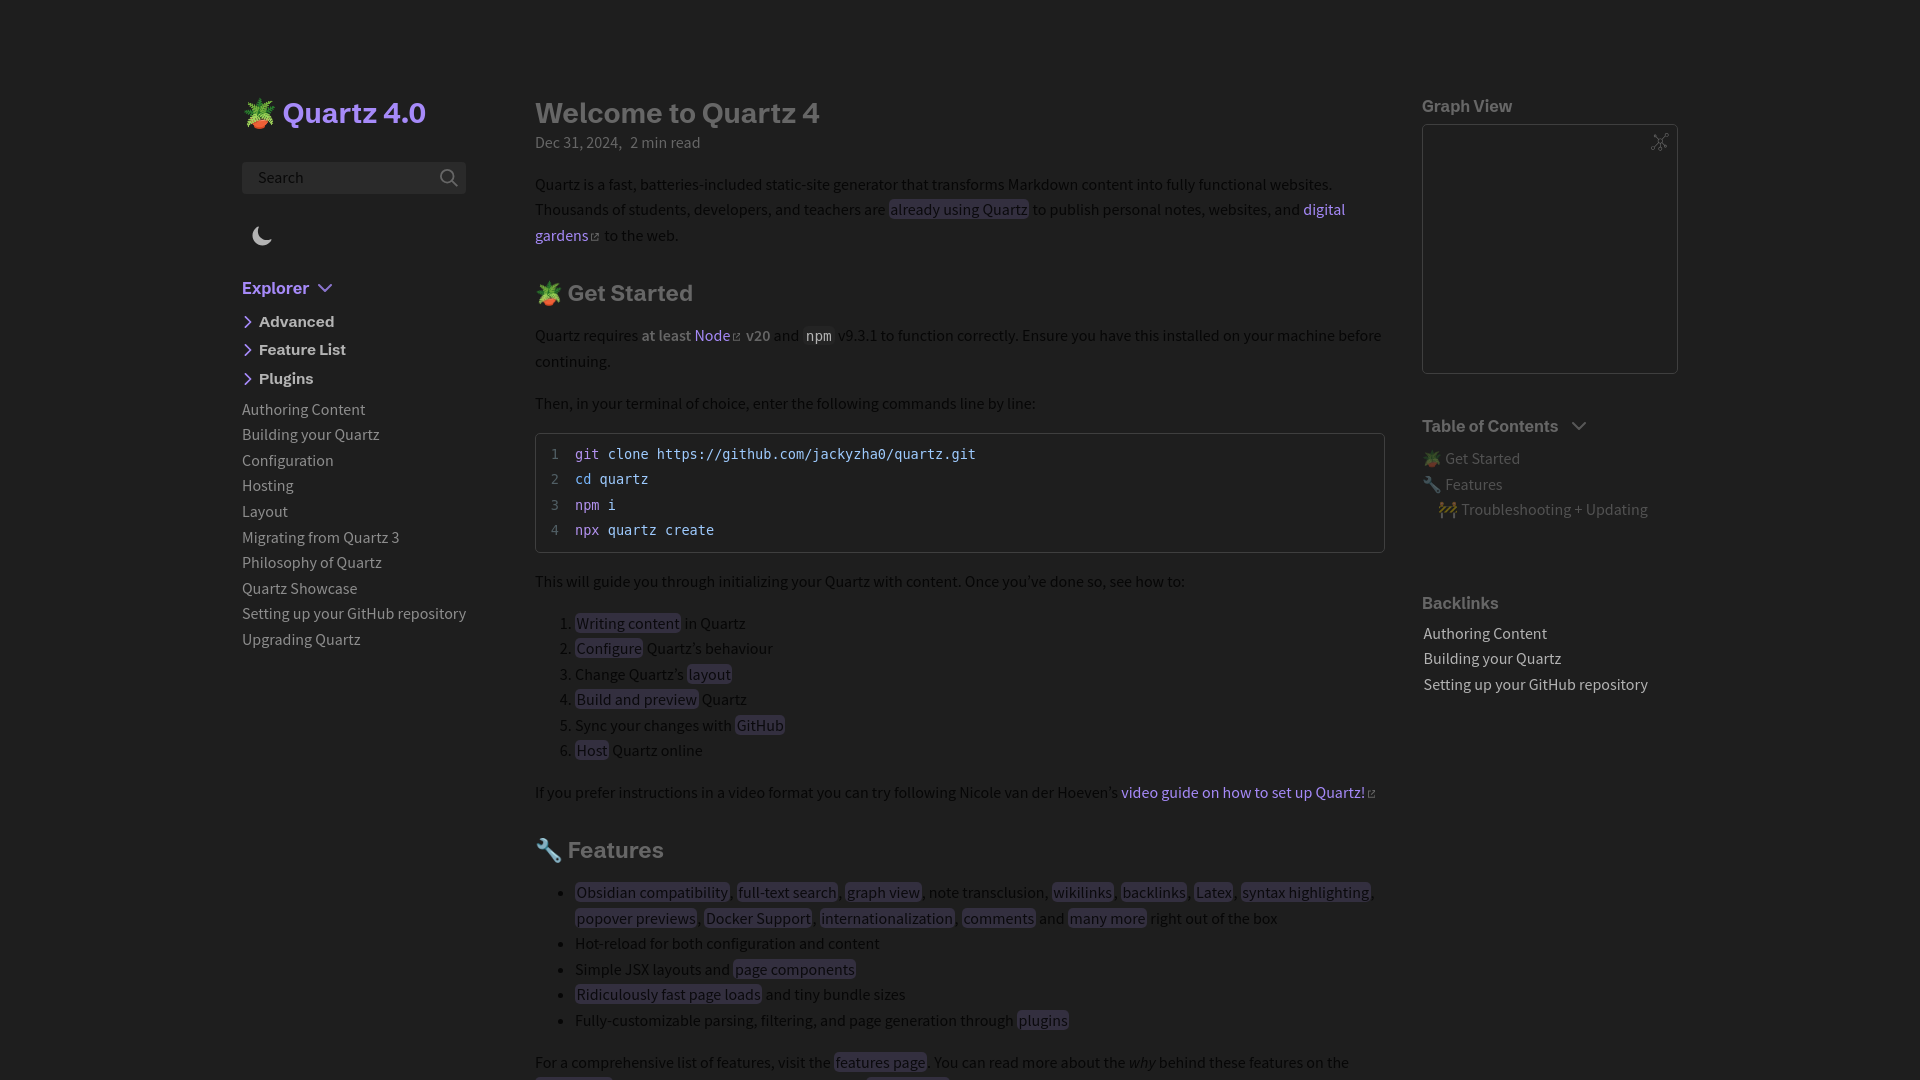 Quartz 4.0
Search
Explorer
Advanced
Feature List
Plugins
Authoring Content
Building your Quartz
Configuration
Hosting
Layout
Migrating from Quartz 3
Philosophy of Quartz
Quartz Showcase
Setting up your GitHub repository
Upgrading Quartz
Welcome to Quartz 4
Dec 31, 2024, 2 min read
Quartz is a fast, batteries-included static-site generator that transforms Markdown content into fully functional websites.
Thousands of students, developers, and teachers are already using Quartz to publish personal notes, websites, and digital
gardens to the web.
🪴 Get Started
Quartz requires at least Node v20 and npm v9.3.1 to function correctly. Ensure you have this installed on your machine before
continuing.
Then, in your terminal of choice, enter the following commands line by line:
1 git clone https://github.com/jackyzha0/quartz.git
2 cd quartz
3 npm i
4 npx quartz create
This will guide you through initializing your Quartz with content. Once you've done so, see how to:
1. Writing content in Quartz
2. Configure Quartz's behaviour
3. Change Quartz's layout
4. Build and preview Quartz
5. Sync your changes with GitHub
6. Host Quartz online
If you prefer instructions in a video format you can try following Nicole van der Hoeven's video guide on how to set up Quartz!
🔧 Features
• Obsidian compatibility, full-text search, graph view, note transclusion, wikilinks, backlinks, Latex, syntax highlighting,
popover previews, Docker Support, internationalization, comments and many more right out of the box
• Hot-reload for both configuration and content
• Simple JSX layouts and page components
• Ridiculously fast page loads and tiny bundle sizes
• Fully-customizable parsing, filtering, and page generation through plugins
For a comprehensive list of features, visit the features page. You can read more about the why behind these features on the
Graph View
Table of Contents
🪴 Get Started
🔧 Features
🚧 Troubleshooting + Updating
Backlinks
Authoring Content
Building your Quartz
Setting up your GitHub repository